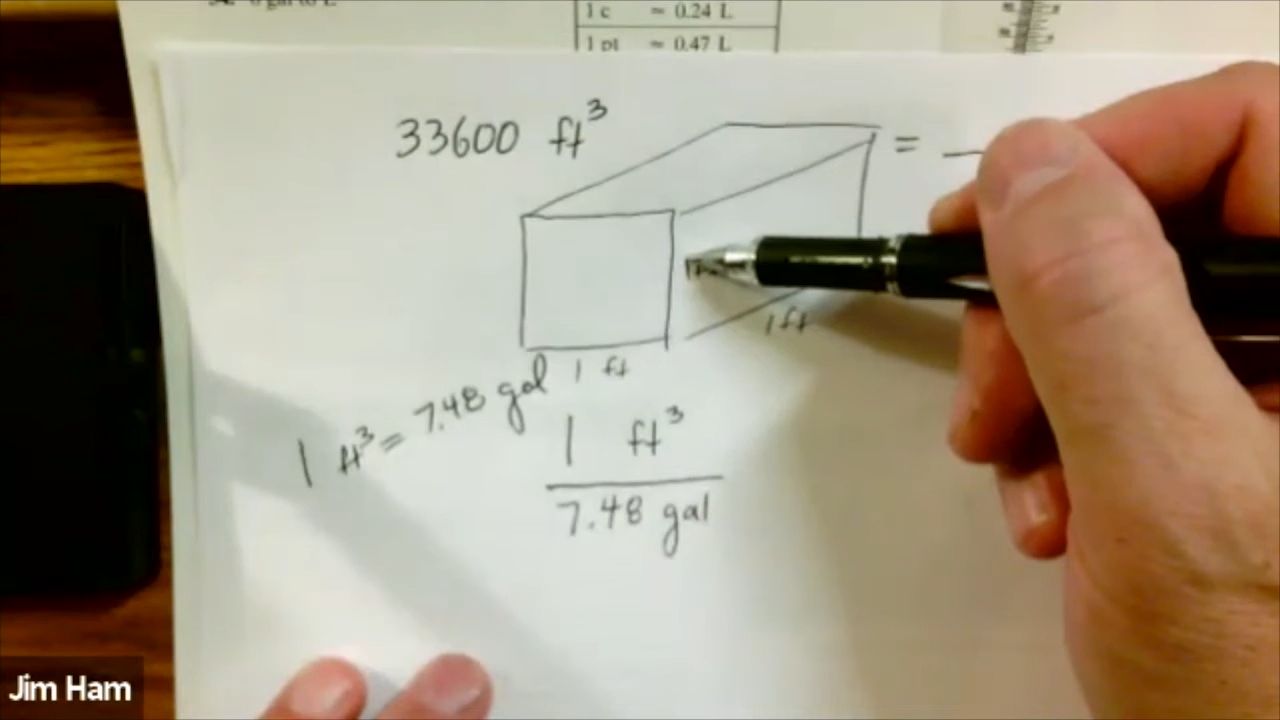 1 c ≈ 0.24 L
1 pt ≈ 0.47 L
33600 ft³ =
1 ft
1 ft
1 ft³ = 7.48 gal
1 ft³
7.48 gal
Jim Ham